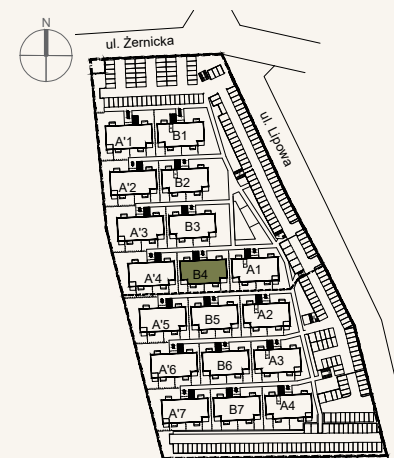 N
ul. Żernicka
ul. Lipowa
A'1 B1
A'2 B2
A'3 B3
A'4 B4 A1
A'5 B5 A2
A'6 B6 A3
A'7 B7 A4